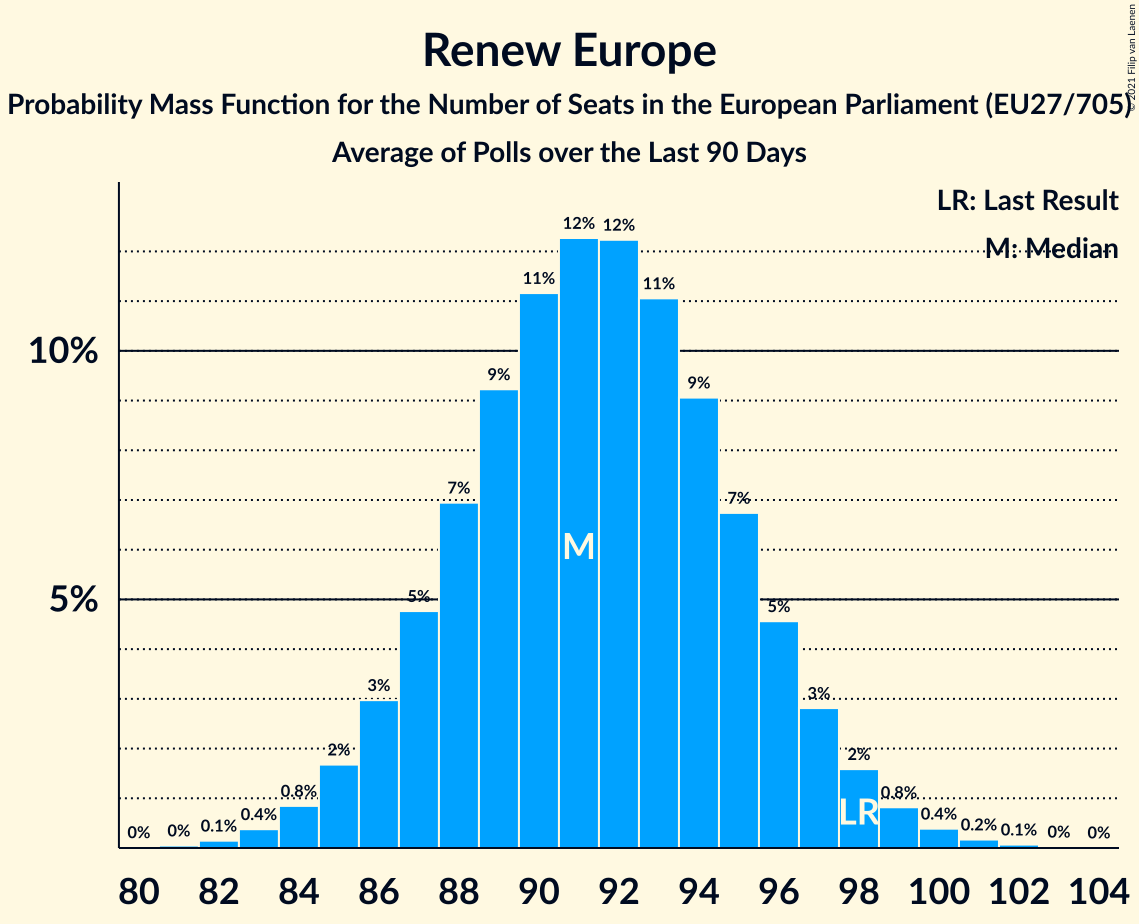 Renew Europe
Probability Mass Function for the Number of Seats in the European Parliament (EU27/705)
Average of Polls over the Last 90 Days
© 2021 Filip van Laenen
LR: Last Result
M: Median
10%
5%
0% 0% 0.1% 0.4% 0.8% 2% 3% 5% 7% 9% 11% 12% 12% 11% 9% 7% 5% 3% 2% 0.8% 0.4% 0.2% 0.1% 0% 0%
M
LR
80 82 84 86 88 90 92 94 96 98 100 102 104